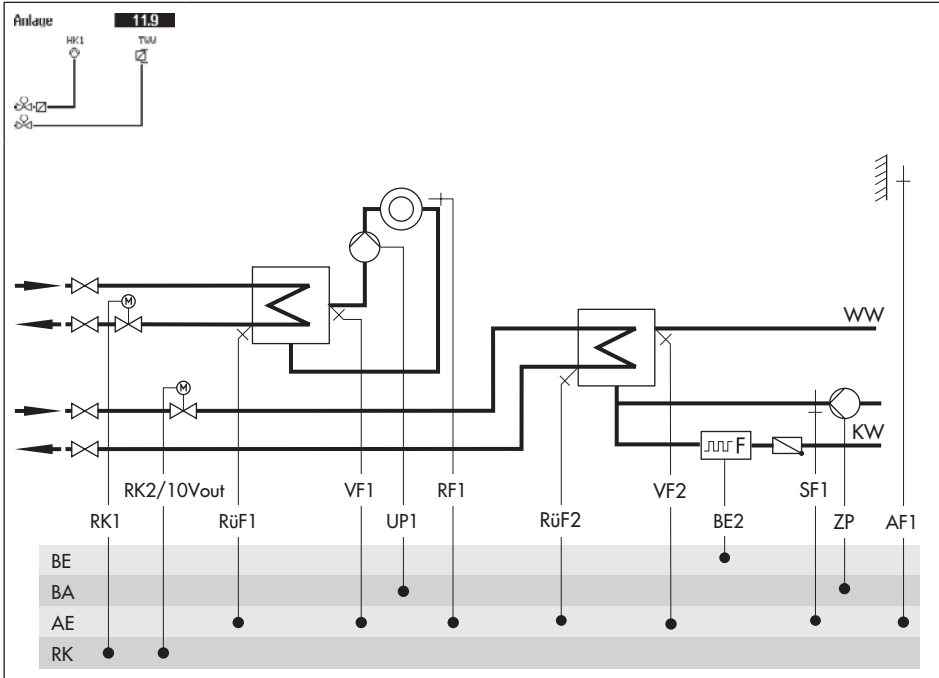 Anlage 11.9
HK1 TWW
M
M
WW
F
KW
RK2/10Vout VF1 RF1 VF2 SF1
RK1 RüF1 UP1 RüF2 BE2 ZP AF1
BE
BA
AE
RK